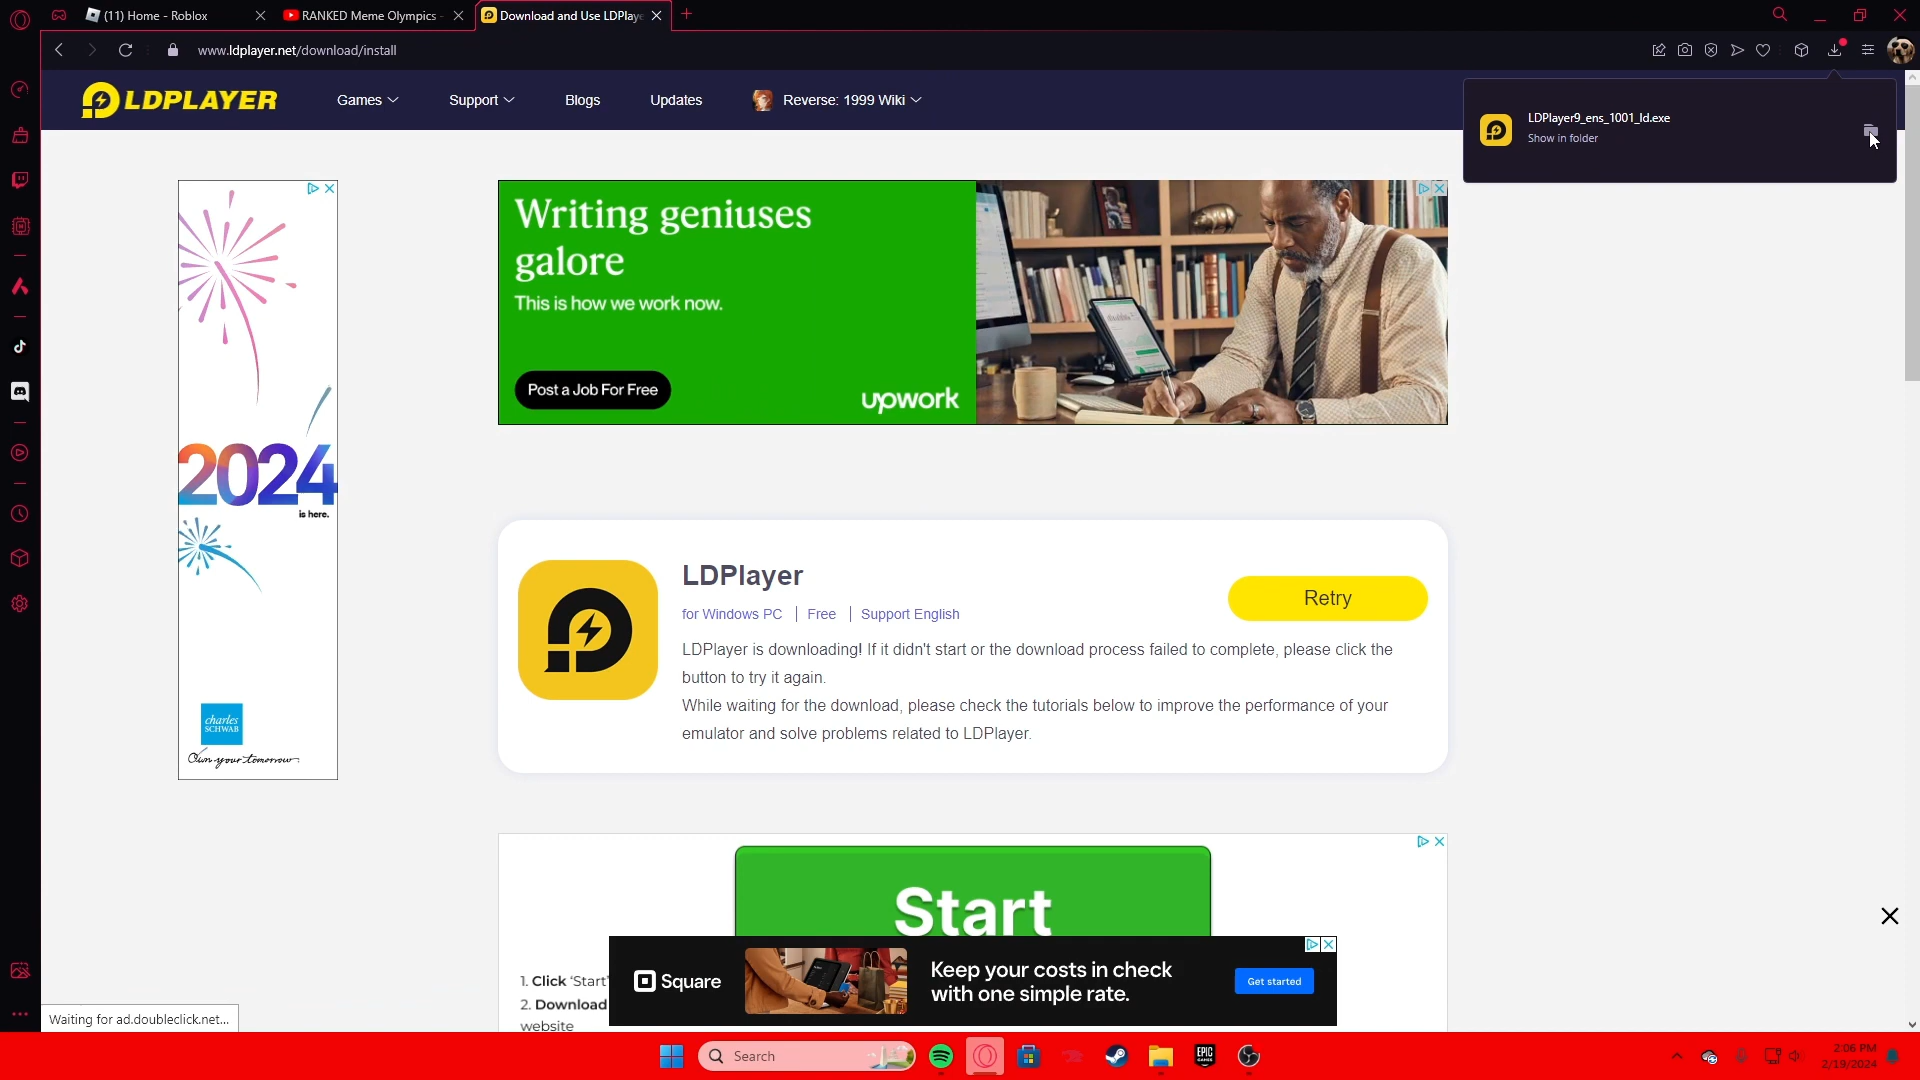 (11) Home - Roblox
RANKED Meme Olympics -
Download and Use LDPlaye
www.ldplayer.net/download/install
LDPLAYER
Games
Support
Blogs
Updates
Reverse: 1999 Wiki
LDPlayer9_ens_1001_ld.exe
Show in folder
Writing geniuses
galore
This is how we work now.
Post a Job For Free
upwork
2024
is here.
charles
SCHWAB
Own your tomorrow.
LDPlayer
for Windows PC
Free
Support English
Retry
LDPlayer is downloading! If it didn't start or the download process failed to complete, please click the
button to try it again.
While waiting for the download, please check the tutorials below to improve the performance of your
emulator and solve problems related to LDPlayer.
Start
1. Click 'Start'
2. Download
website
Square
Keep your costs in check
with one simple rate.
Get started
Waiting for ad.doubleclick.net...
Search
EPIC
GAMES
2:06 PM
2/19/2024